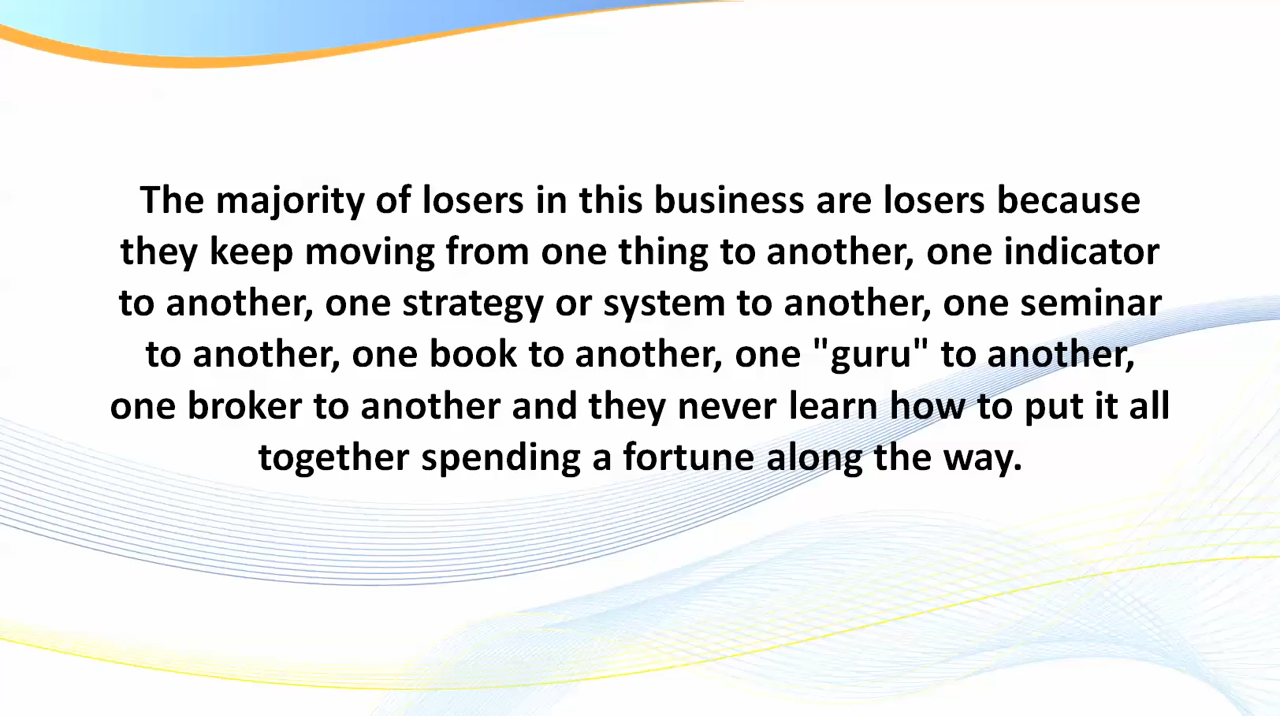 The majority of losers in this business are losers because
they keep moving from one thing to another, one indicator
to another, one strategy or system to another, one seminar
to another, one book to another, one "guru" to another,
one broker to another and they never learn how to put it all
together spending a fortune along the way.